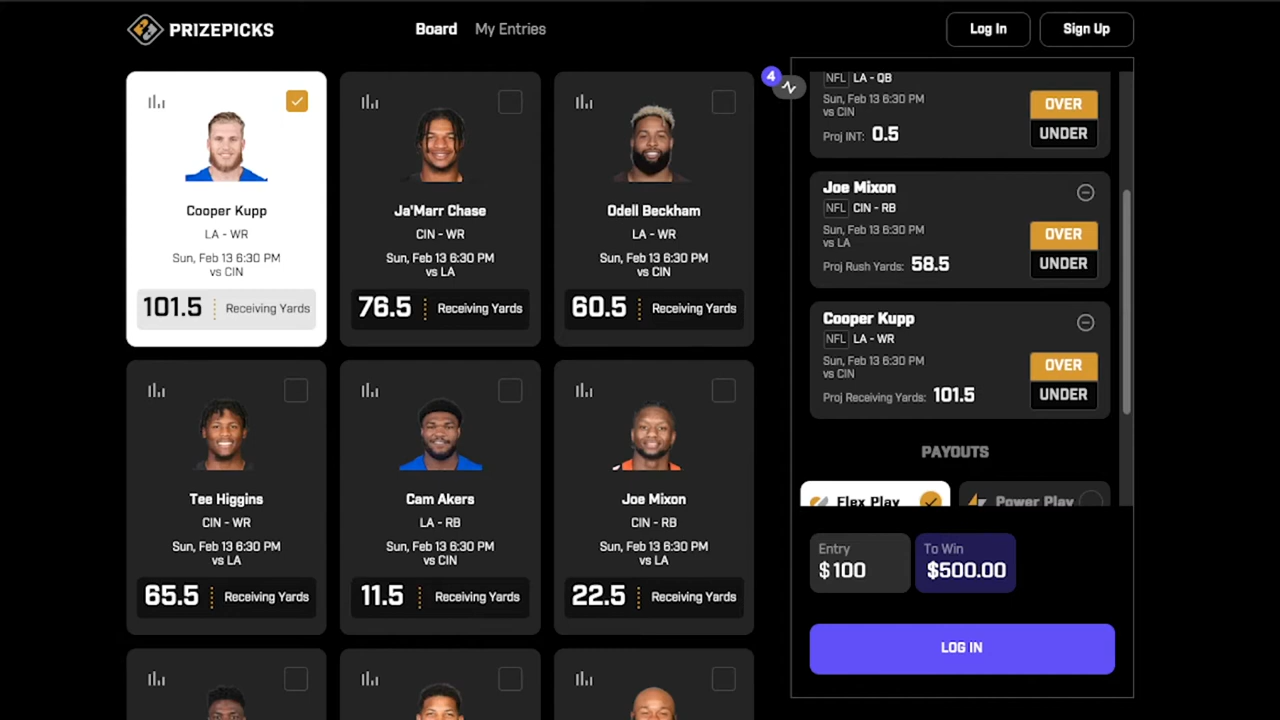 PRIZEPICKS
Board
My Entries
Log In
Sign Up
Cooper Kupp
LA - WR
Sun, Feb 13 6:30 PM
vs CIN
101.5
Receiving Yards
Ja'Marr Chase
CIN - WR
Sun, Feb 13 6:30 PM
vs LA
76.5
Receiving Yards
Odell Beckham
LA - WR
Sun, Feb 13 6:30 PM
vs CIN
60.5
Receiving Yards
Tee Higgins
CIN - WR
Sun, Feb 13 6:30 PM
vs LA
65.5
Receiving Yards
Cam Akers
LA - RB
Sun, Feb 13 6:30 PM
vs CIN
11.5
Receiving Yards
Joe Mixon
CIN - RB
Sun, Feb 13 6:30 PM
vs LA
22.5
Receiving Yards
4
NFL LA - QB
Sun, Feb 13 6:30 PM
vs CIN
Proj INT: 0.5
OVER
UNDER
Joe Mixon
NFL CIN - RB
Sun, Feb 13 6:30 PM
vs LA
Proj Rush Yards: 58.5
OVER
UNDER
Cooper Kupp
NFL LA - WR
Sun, Feb 13 6:30 PM
vs CIN
Proj Receiving Yards: 101.5
OVER
UNDER
PAYOUTS
Flex Play
Power Play
Entry
$100
To Win
$500.00
LOG IN